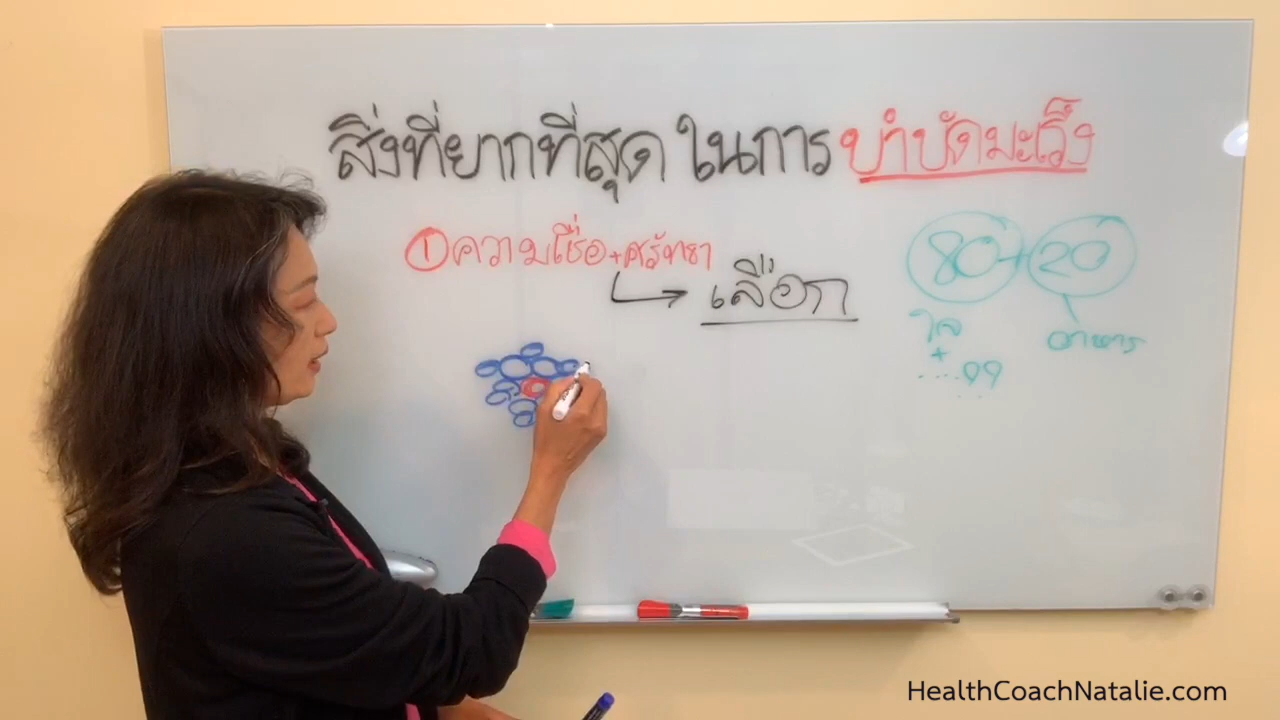 สิ่งที่ยากที่สุด ในการ บำบัดมะเร็ง
① ความเชื่อ + ศรัทธา
เลือก
80 + 20
ใจ
+
.....99
อาหาร
HealthCoachNatalie.com